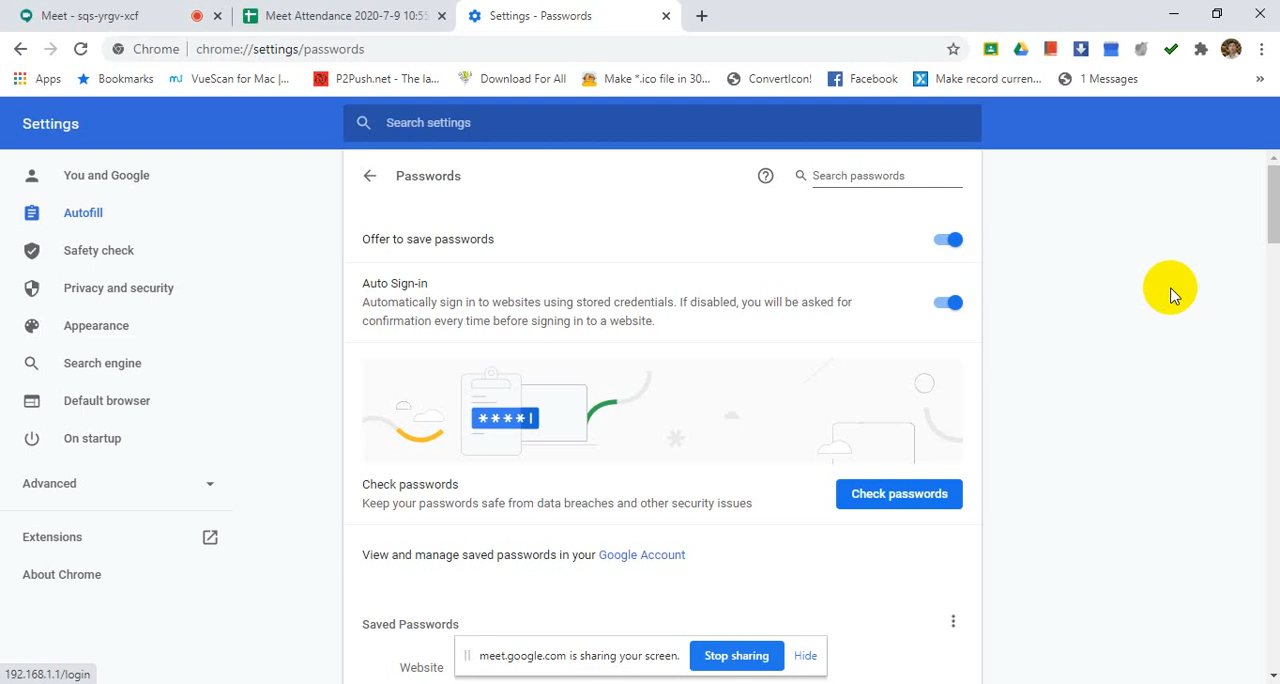 Meet - sqs-yrgv-xcf
Meet Attendance 2020-7-9 10:55
Settings - Passwords
Chrome
chrome://settings/passwords
Apps
Bookmarks
VueScan for Mac |...
P2Push.net - The la...
Download For All
Make *.ico file in 30...
ConvertIcon!
Facebook
Make record curren...
1 Messages
»
Settings
Search settings
You and Google
Autofill
Safety check
Privacy and security
Appearance
Search engine
Default browser
On startup
Advanced
Extensions
About Chrome
Passwords
Search passwords
Offer to save passwords
Auto Sign-in
Automatically sign in to websites using stored credentials. If disabled, you will be asked for
confirmation every time before signing in to a website.
****|
Check passwords
Keep your passwords safe from data breaches and other security issues
Check passwords
View and manage saved passwords in your Google Account
Saved Passwords
Website
meet.google.com is sharing your screen.
Stop sharing
Hide
192.168.1.1/login